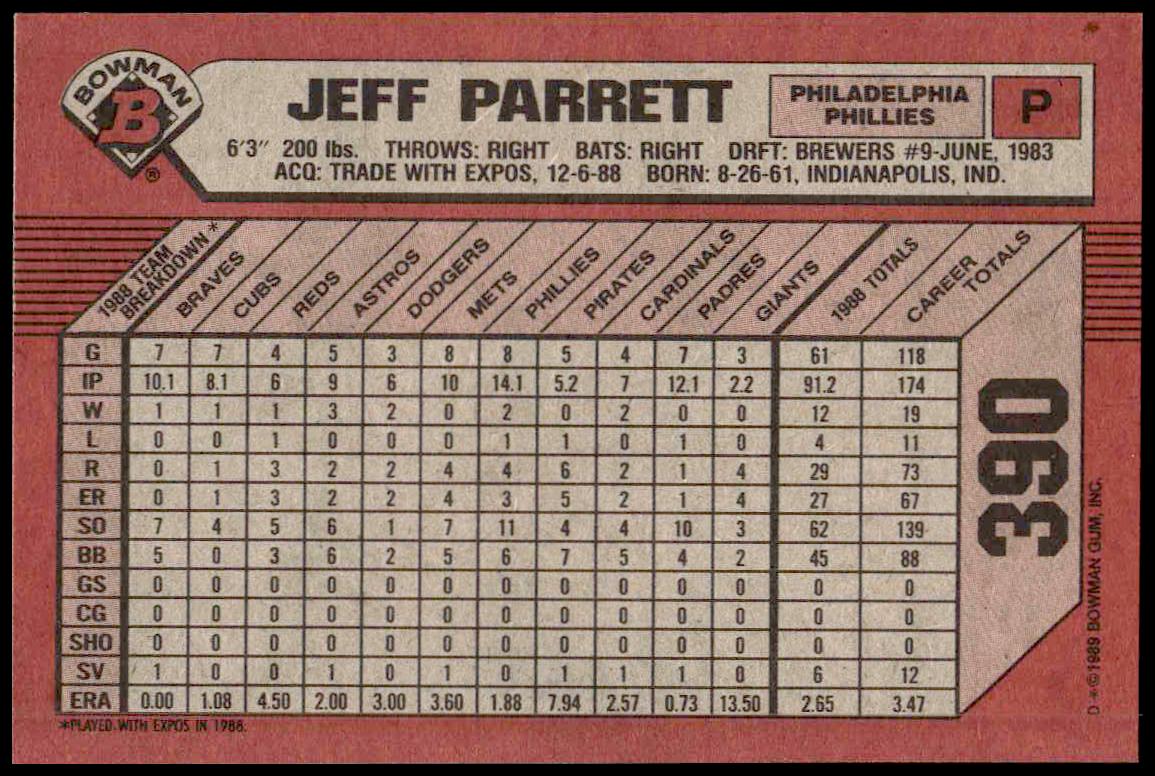 BOWMAN
B
®
JEFF PARRETT
PHILADELPHIA
PHILLIES
P
6'3" 200 lbs. THROWS: RIGHT BATS: RIGHT DRFT: BREWERS #9-JUNE, 1983
ACQ: TRADE WITH EXPOS, 12-6-88 BORN: 8-26-61, INDIANAPOLIS, IND.
1988 TEAM
BREAKDOWN* BRAVES CUBS REDS ASTROS DODGERS METS PHILLIES PIRATES CARDINALS PADRES GIANTS 1988 TOTALS CAREER
TOTALS
G 7 7 4 5 3 8 8 5 4 7 3 61 118
IP 10.1 8.1 6 9 6 10 14.1 5.2 7 12.1 2.2 91.2 174
W 1 1 1 3 2 0 2 0 2 0 0 12 19
L 0 0 1 0 0 0 1 1 0 1 0 4 11
R 0 1 3 2 2 4 4 6 2 1 4 29 73
ER 0 1 3 2 2 4 3 5 2 1 4 27 67
SO 7 4 5 6 1 7 11 4 4 10 3 62 139
BB 5 0 3 6 2 5 6 7 5 4 2 45 88
GS 0 0 0 0 0 0 0 0 0 0 0 0 0
CG 0 0 0 0 0 0 0 0 0 0 0 0 0
SHO 0 0 0 0 0 0 0 0 0 0 0 0 0
SV 1 0 0 1 0 1 0 1 1 1 0 6 12
ERA 0.00 1.08 4.50 2.00 3.00 3.60 1.88 7.94 2.57 0.73 13.50 2.65 3.47
*PLAYED WITH EXPOS IN 1988.
390
D *©1989 BOWMAN GUM, INC.